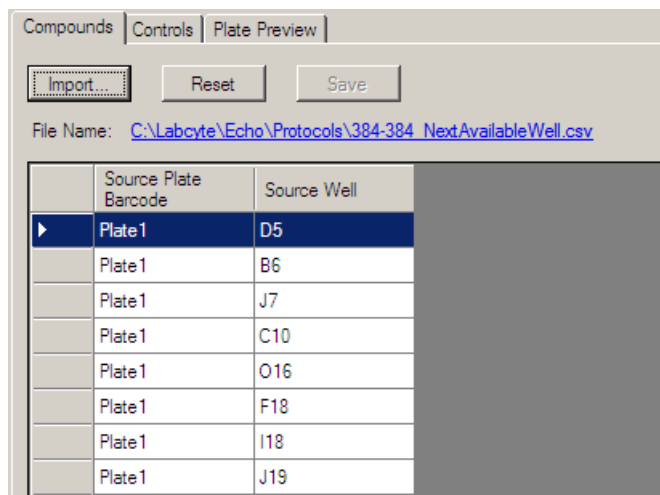 Compounds Controls Plate Preview
Import... Reset Save
File Name: C:\Labcyte\Echo\Protocols\384-384_NextAvailableWell.csv
Source Plate Barcode Source Well
Plate1 D5
Plate1 B6
Plate1 J7
Plate1 C10
Plate1 O16
Plate1 F18
Plate1 I18
Plate1 J19